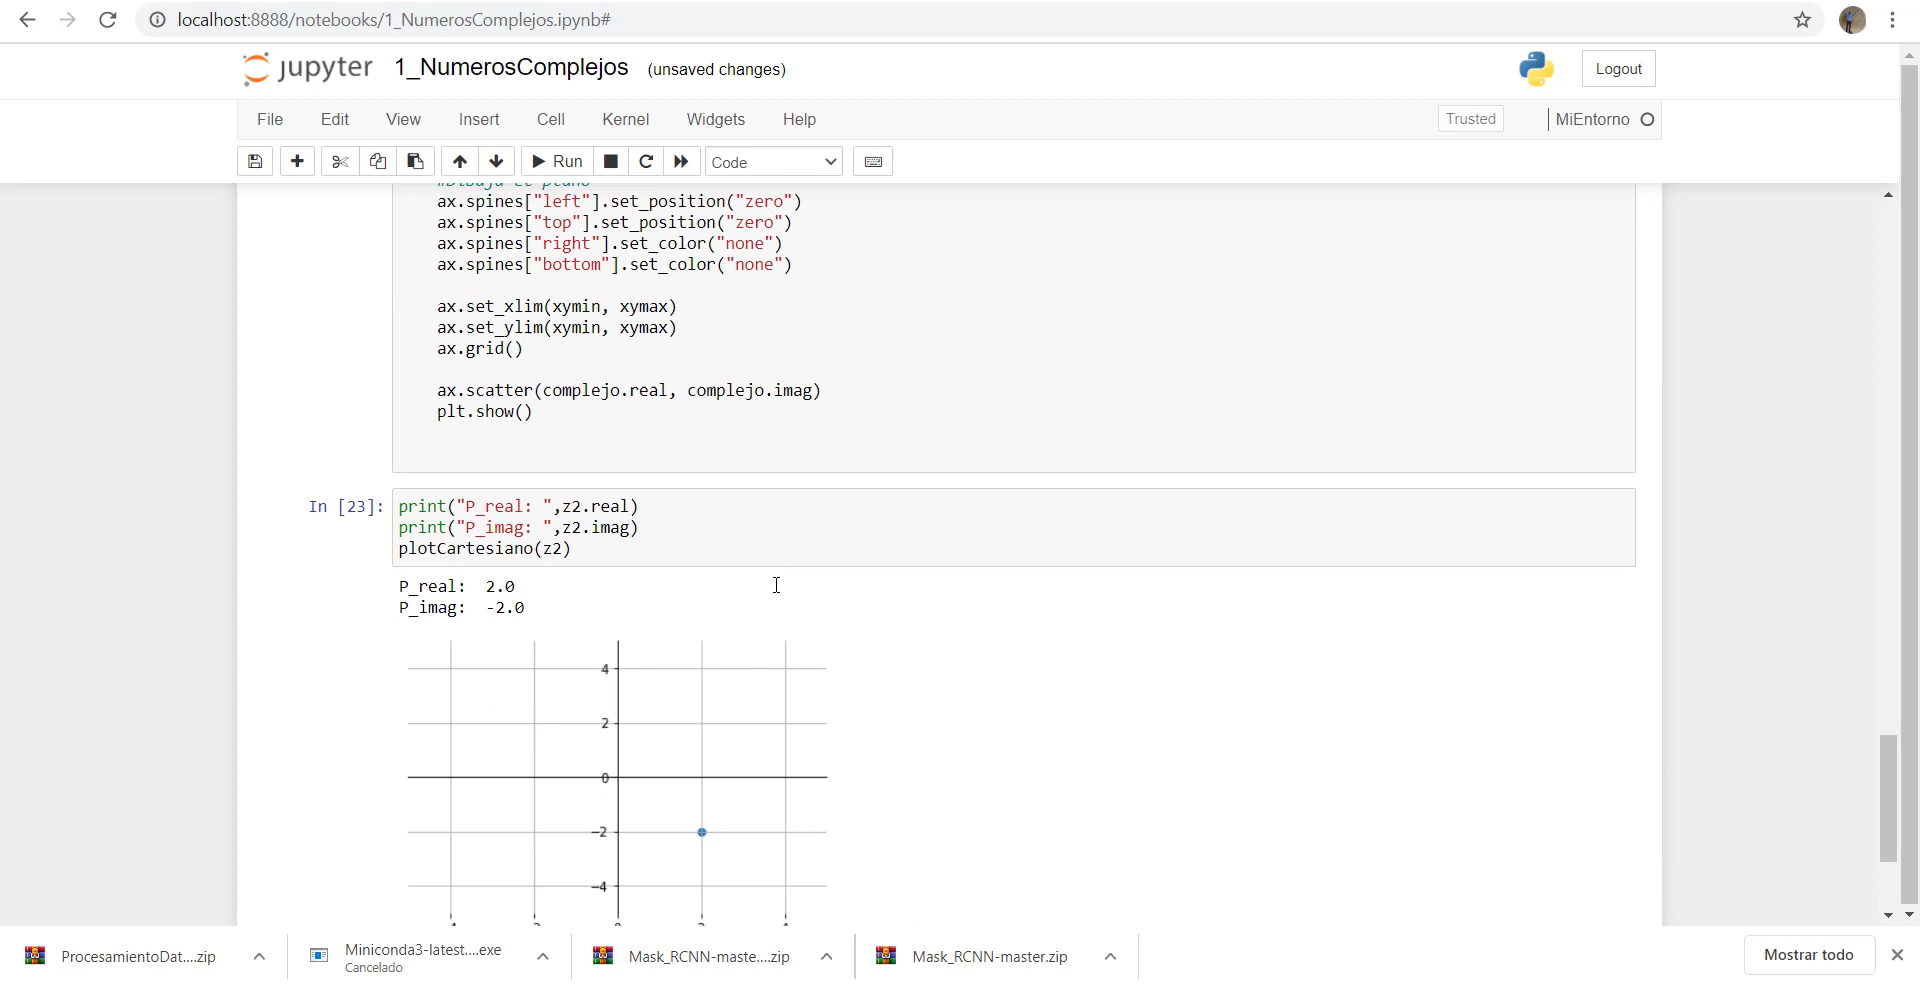 localhost:8888/notebooks/1_NumerosComplejos.ipynb#
jupyter 1_NumerosComplejos (unsaved changes) Logout
File Edit View Insert Cell Kernel Widgets Help Trusted MiEntorno
Run Code
#Dibuja el plano
ax.spines["left"].set_position("zero")
ax.spines["top"].set_position("zero")
ax.spines["right"].set_color("none")
ax.spines["bottom"].set_color("none")
ax.set_xlim(xymin, xymax)
ax.set_ylim(xymin, xymax)
ax.grid()
ax.scatter(complejo.real, complejo.imag)
plt.show()
In [23]: print("P_real: ",z2.real)
print("P_imag: ",z2.imag)
plotCartesiano(z2)
P_real:  2.0
P_imag:  -2.0
4
2
0
−2
−4
ProcesamientoDat....zip
Miniconda3-latest....exe
Cancelado
Mask_RCNN-maste....zip
Mask_RCNN-master.zip
Mostrar todo